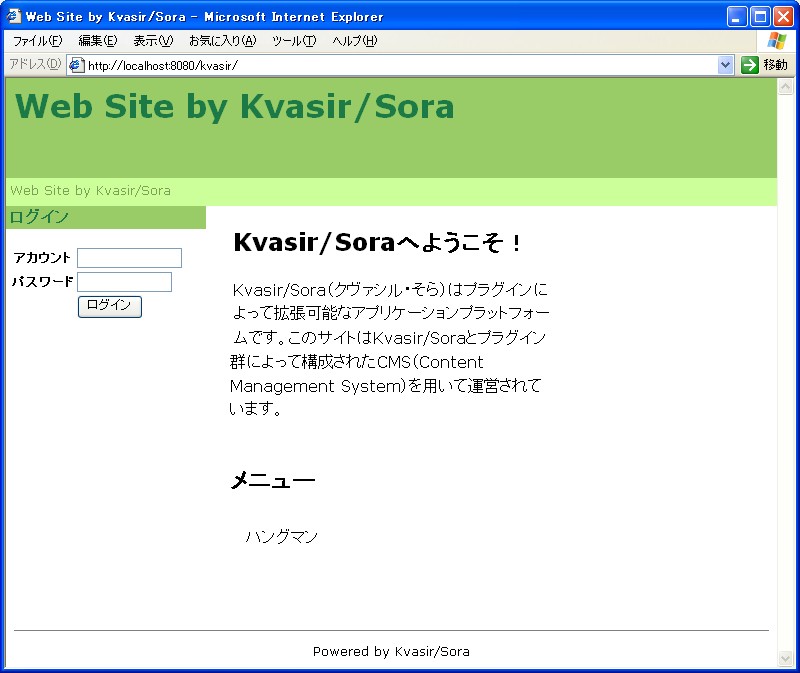 Web Site by Kvasir/Sora - Microsoft Internet Explorer
ファイル(F) 編集(E) 表示(V) お気に入り(A) ツール(T) ヘルプ(H)
アドレス(D) http://localhost:8080/kvasir/ 移動
Web Site by Kvasir/Sora
Web Site by Kvasir/Sora
ログイン
アカウント
パスワード
ログイン
Kvasir/Soraへようこそ！
Kvasir/Sora(クヴァシル・そら)はプラグインに
よって拡張可能なアプリケーションプラットフォー
ムです。このサイトはKvasir/Soraとプラグイン
群によって構成されたCMS(Content
Management System)を用いて運営されて
います。
メニュー
ハングマン
Powered by Kvasir/Sora